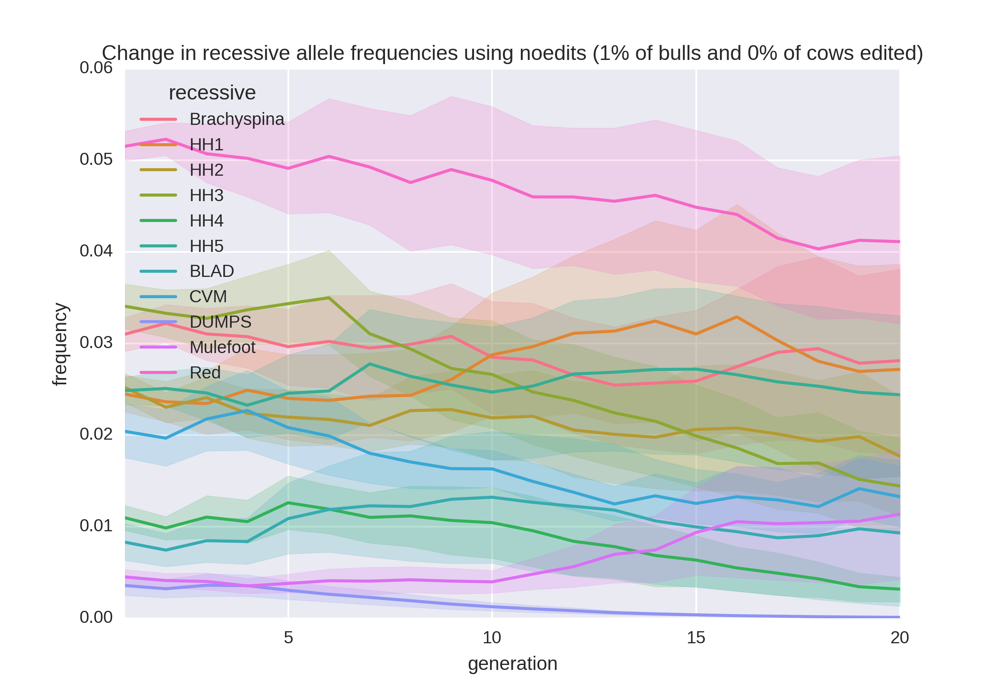 Change in recessive allele frequencies using noedits (1% of bulls and 0% of cows edited)
0.06
0.05
0.04
0.03
0.02
0.01
0.00
frequency
recessive
Brachyspina
HH1
HH2
HH3
HH4
HH5
BLAD
CVM
DUMPS
Mulefoot
Red
5 10 15 20
generation